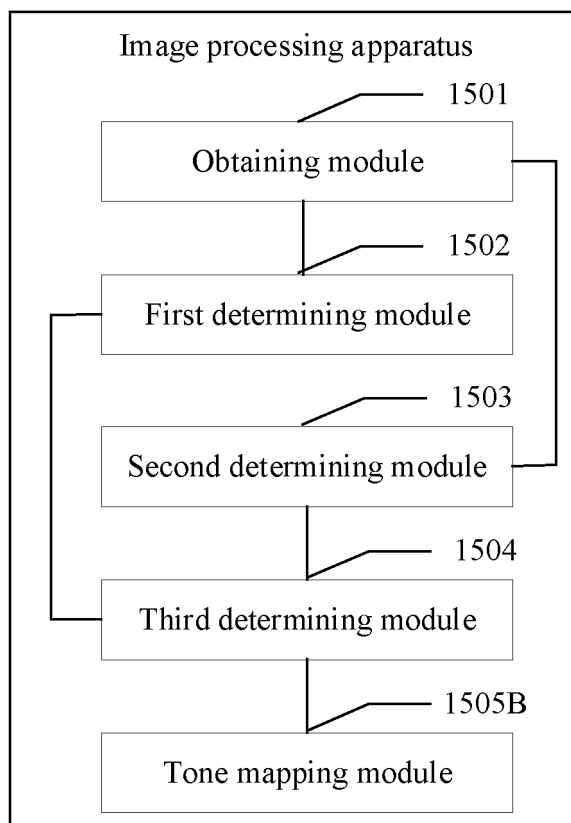 Image processing apparatus
1501
Obtaining module
1502
First determining module
1503
Second determining module
1504
Third determining module
1505B
Tone mapping module